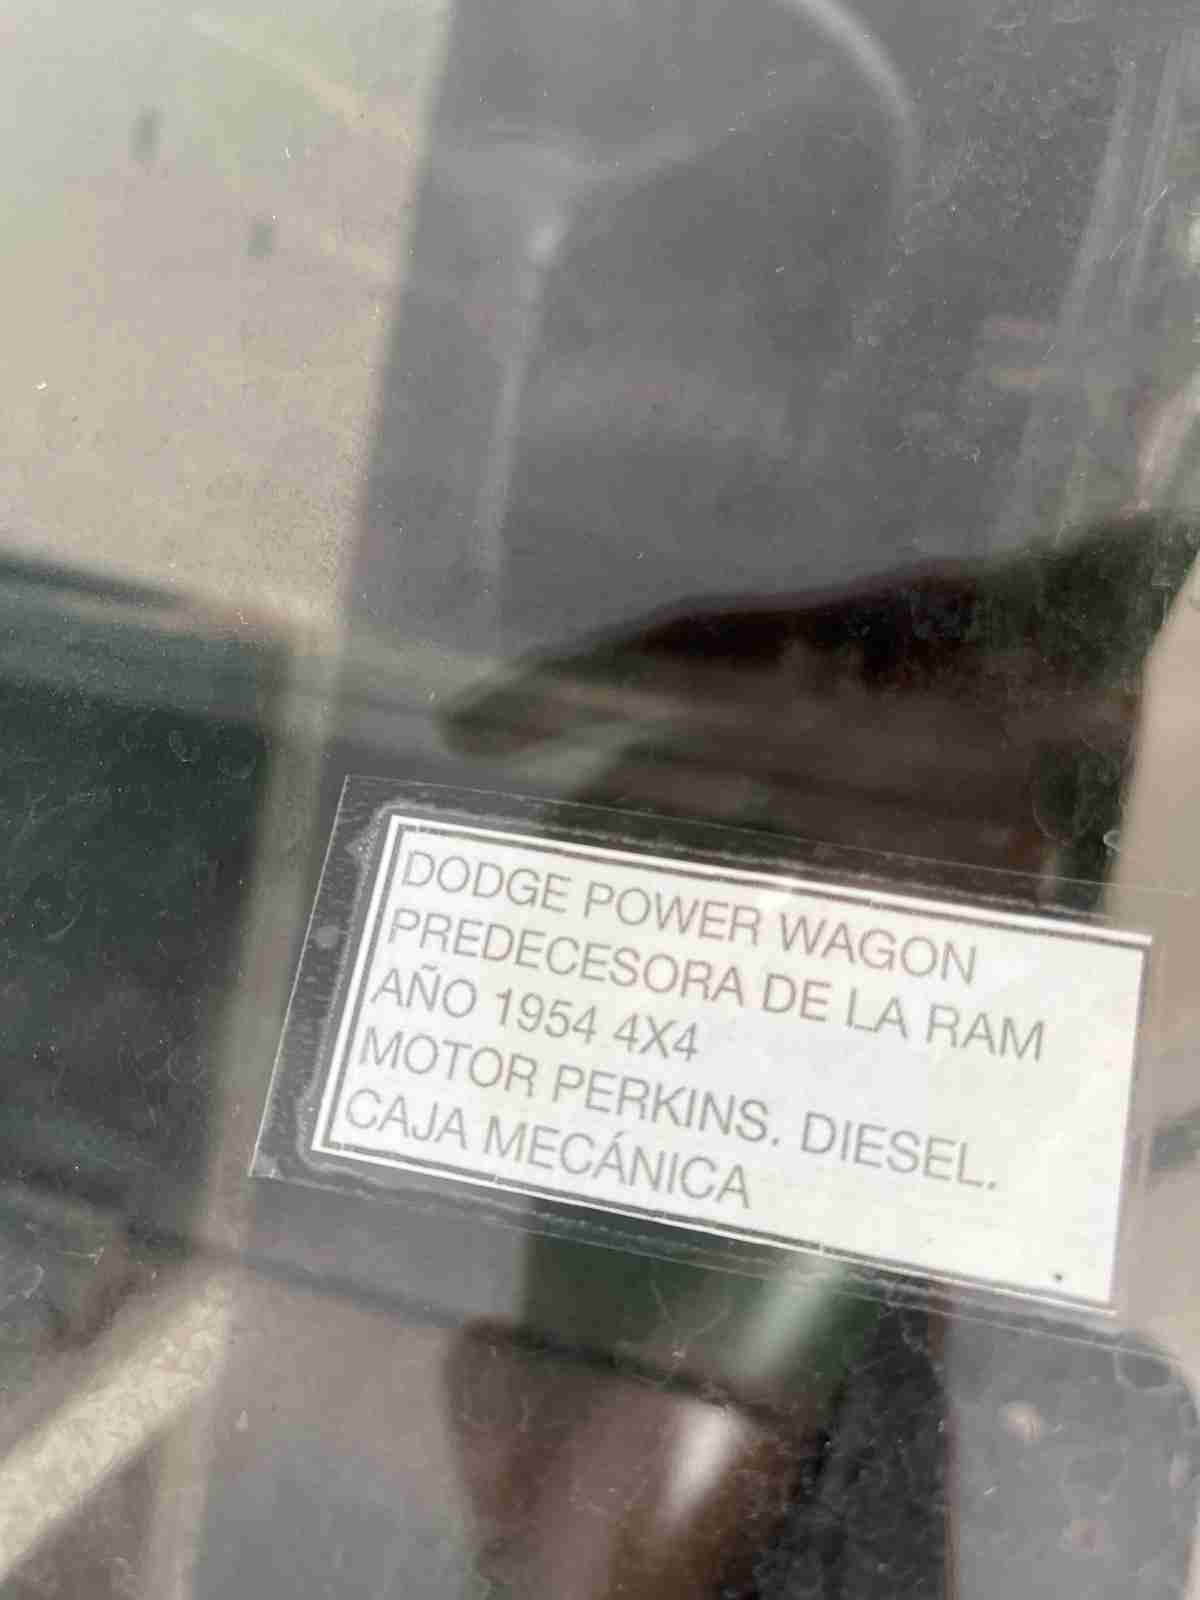 DODGE POWER WAGON
PREDECESORA DE LA RAM
AÑO 1954 4X4
MOTOR PERKINS. DIESEL.
CAJA MECÁNICA